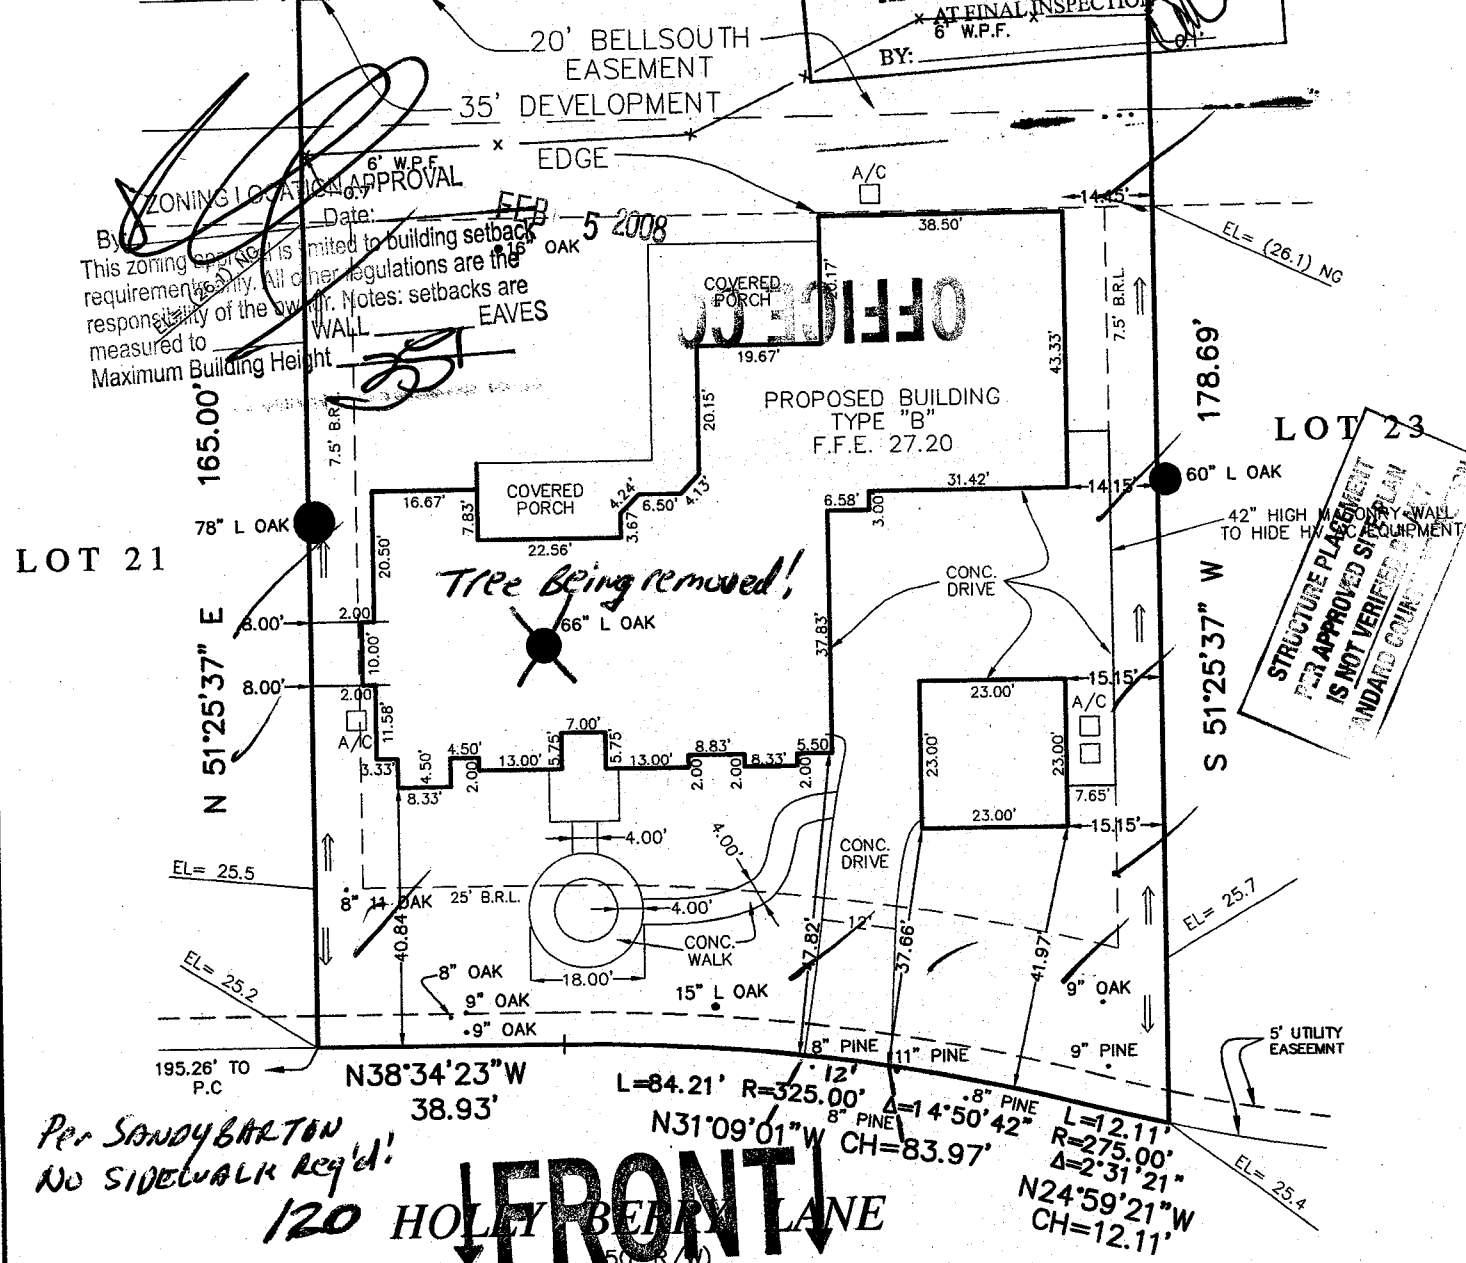 AT FINAL INSPECTION
6' W.P.F.
BY:
20' BELLSOUTH
EASEMENT
35' DEVELOPMENT
EDGE
6' W.P.F.
0.7'
ZONING LOCATION APPROVAL
Date:
FEB 5 2008
By:
This zoning approval is limited to building setback
requirements only. All other regulations are the
responsibility of the owner. Notes: setbacks are
measured to WALL EAVES
Maximum Building Height
35'
16" OAK
EL= (26.1) NG
A/C
14.15'
38.50'
EL= (26.1) NG
COVERED
PORCH
OFFICE CO
19.67'
43.33'
7.5' B.R.L.
165.00'
178.69'
7.5' B.R.L.
20.15'
PROPOSED BUILDING
TYPE "B"
F.F.E. 27.20
LOT 23
60" L OAK
31.42'
14.15'
6.58'
3.00'
16.67'
7.83'
COVERED
PORCH
4.24'
3.67'
6.50'
4.13'
22.56'
78" L OAK
42" HIGH MASONRY WALL
TO HIDE HVAC EQUIPMENT
STRUCTURE PLACEMENT
PER APPROVED SITE PLAN
IS NOT VERIFIED
LOT 21
20.50'
Tree Being removed!
66" L OAK
CONC.
DRIVE
37.83'
8.00'
2.00'
10.00'
8.00'
2.00'
11.58'
A/C
N 51°25'37" E
S 51°25'37" W
15.15'
23.00'
A/C
23.00'
23.00'
23.00'
7.65'
15.15'
7.00'
5.75'
5.75'
3.33'
4.50'
4.50'
8.33'
2.00'
13.00'
13.00'
2.00'
8.83'
2.00'
8.33'
2.00'
5.50'
4.00'
4.00'
CONC.
DRIVE
EL= 25.5
8" 11 OAK
25' B.R.L.
4.00'
12'
EL= 25.7
40.84'
CONC.
WALK
47.82'
37.66'
41.97'
18.00'
EL= 25.2
8" OAK
9" OAK
9" OAK
15" L OAK
9" OAK
8" PINE
11" PINE
9" PINE
5' UTILITY
EASEEMNT
195.26' TO
P.C
N38°34'23"W
38.93'
12'
8" PINE
8" PINE
L=84.21' R=325.00' Δ=14°50'42"
N31°09'01"W CH=83.97'
L=12.11'
R=275.00'
Δ=2°31'21"
N24°59'21"W
CH=12.11'
EL= 25.4
Per SANDY BARTON
NO SIDEWALK Req'd!
FRONT
120 HOLLY BERRY LANE
50' R/W)